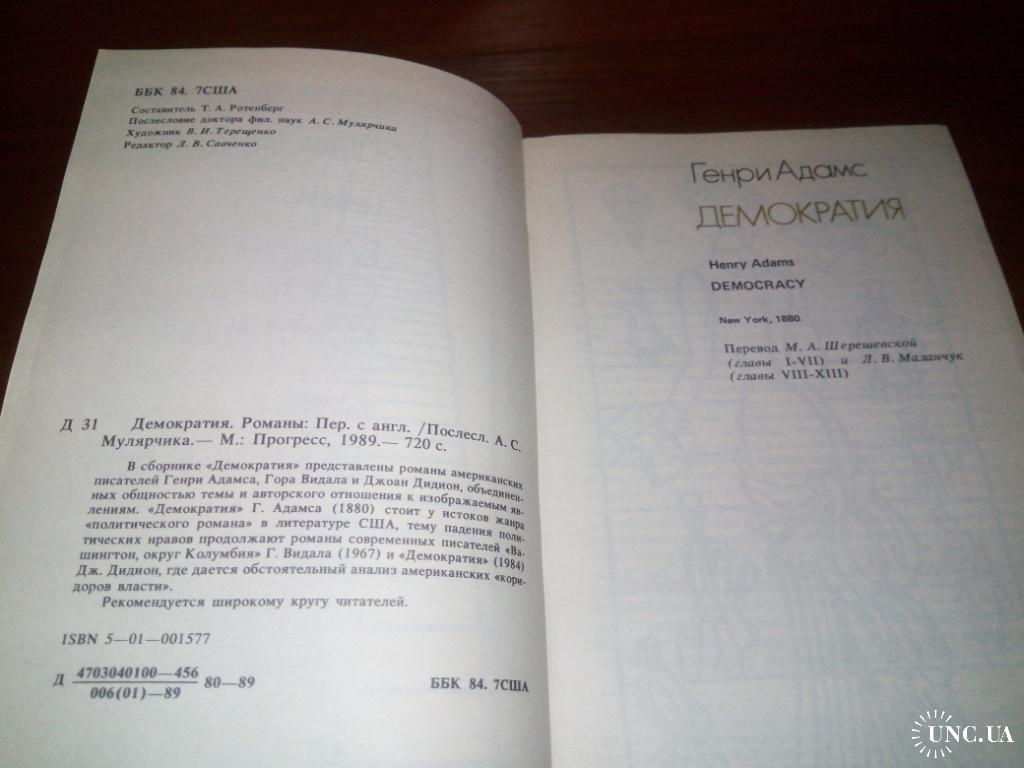 ББК 84. 7США
Составитель Т. А. Ротенберг
Послесловие доктора фил. наук А. С. Мулярчика
Художник В. И. Терещенко
Редактор Л. В. Савченко
Д 31 Демократия. Романы: Пер. с англ. /Послесл. А. С.
Мулярчика.— М.: Прогресс, 1989.— 720 с.
В сборнике «Демократия» представлены романы американских
писателей Генри Адамса, Гора Видала и Джоан Дидион, объединен-
ных общностью темы и авторского отношения к изображаемым яв-
лениям. «Демократия» Г. Адамса (1880) стоит у истоков жанра
«политического романа» в литературе США, тему падения поли-
тических нравов продолжают романы современных писателей «Ва-
шингтон, округ Колумбия» Г. Видала (1967) и «Демократия» (1984)
Дж. Дидион, где дается обстоятельный анализ американских «кори-
доров власти».
Рекомендуется широкому кругу читателей.
ISBN 5—01—001577
Д 4703040100—456
006(01)—89 80—89
ББК 84. 7США
Генри Адамс
ДЕМОКРАТИЯ
Henry Adams
DEMOCRACY
New York, 1880
Перевод М. А. Шерешевской
(главы I-VII) и Л. В. Маланчук
(главы VIII-XIII)
UNC.UA